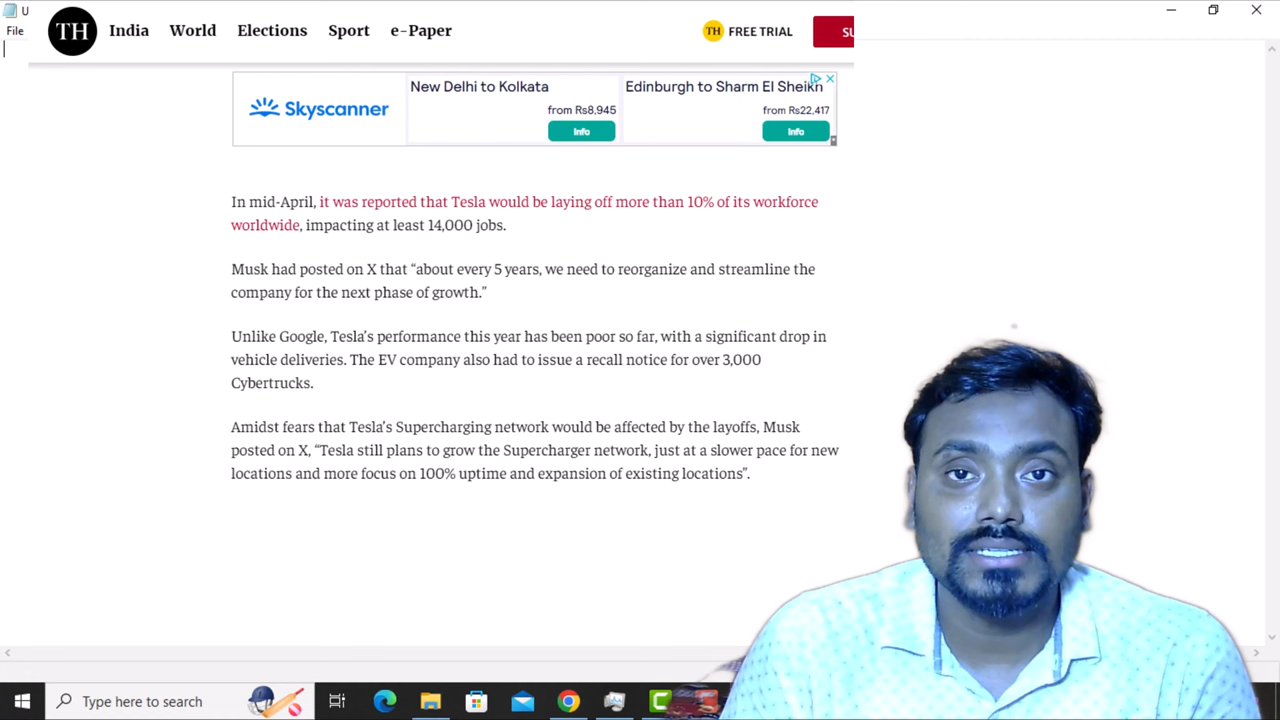 U
File
TH
India World Elections Sport e-Paper
TH FREE TRIAL
SU
Skyscanner
New Delhi to Kolkata
from Rs8,945
Info
Edinburgh to Sharm El Sheikh
from Rs22,417
Info
In mid-April, it was reported that Tesla would be laying off more than 10% of its workforce
worldwide, impacting at least 14,000 jobs.
Musk had posted on X that “about every 5 years, we need to reorganize and streamline the
company for the next phase of growth.”
Unlike Google, Tesla’s performance this year has been poor so far, with a significant drop in
vehicle deliveries. The EV company also had to issue a recall notice for over 3,000
Cybertrucks.
Amidst fears that Tesla’s Supercharging network would be affected by the layoffs, Musk
posted on X, “Tesla still plans to grow the Supercharger network, just at a slower pace for new
locations and more focus on 100% uptime and expansion of existing locations”.
Type here to search